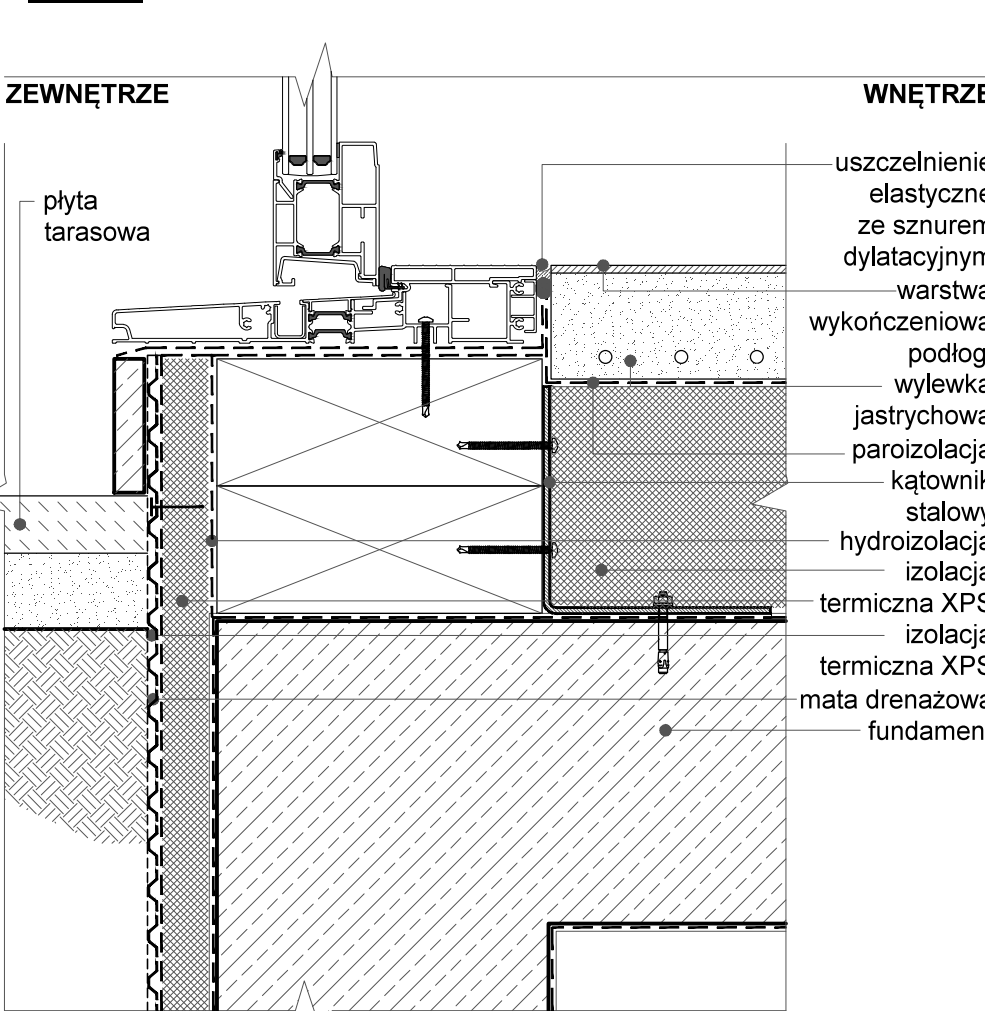 ZEWNĘTRZE
WNĘTRZE
płyta
tarasowa
uszczelnienie
elastyczne
ze sznurem
dylatacyjnym
warstwa
wykończeniowa
podłog
wylewka
jastrychowa
paroizolacja
kątownik
stalowy
hydroizolacja
izolacja
termiczna XPS
izolacja
termiczna XPS
mata drenażowa
fundamen